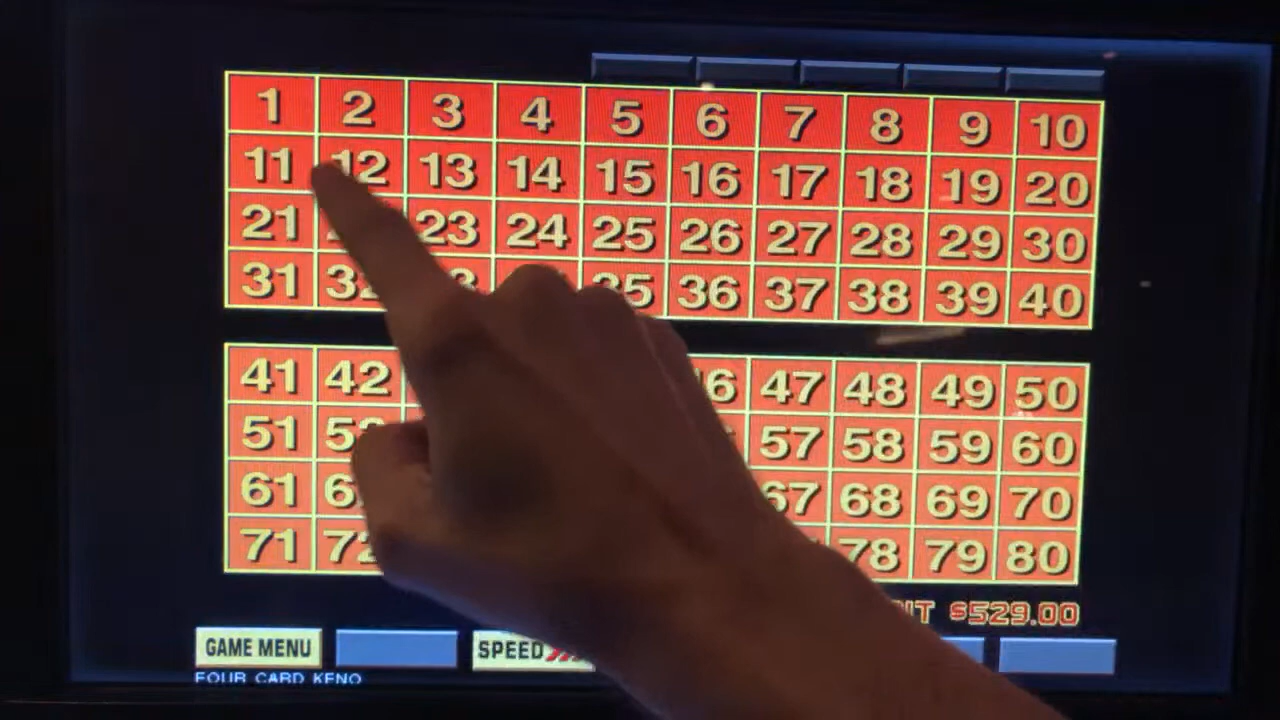 1 2 3 4 5 6 7 8 9 10
11 12 13 14 15 16 17 18 19 20
21 23 24 25 26 27 28 29 30
31 36 37 38 39 40
41 42 47 48 49 50
51 57 58 59 60
61 68 69 70
71 78 79 80
$529.00
GAME MENU SPEED
FOUR CARD KENO